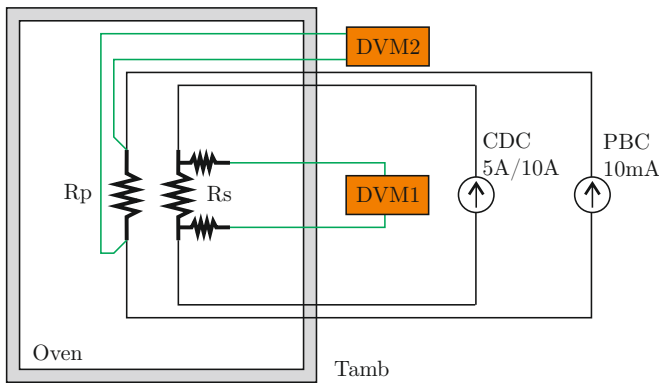 DVM2
CDC
5A/10A
PBC
10mA
Rp
Rs
DVM1
Oven
Tamb